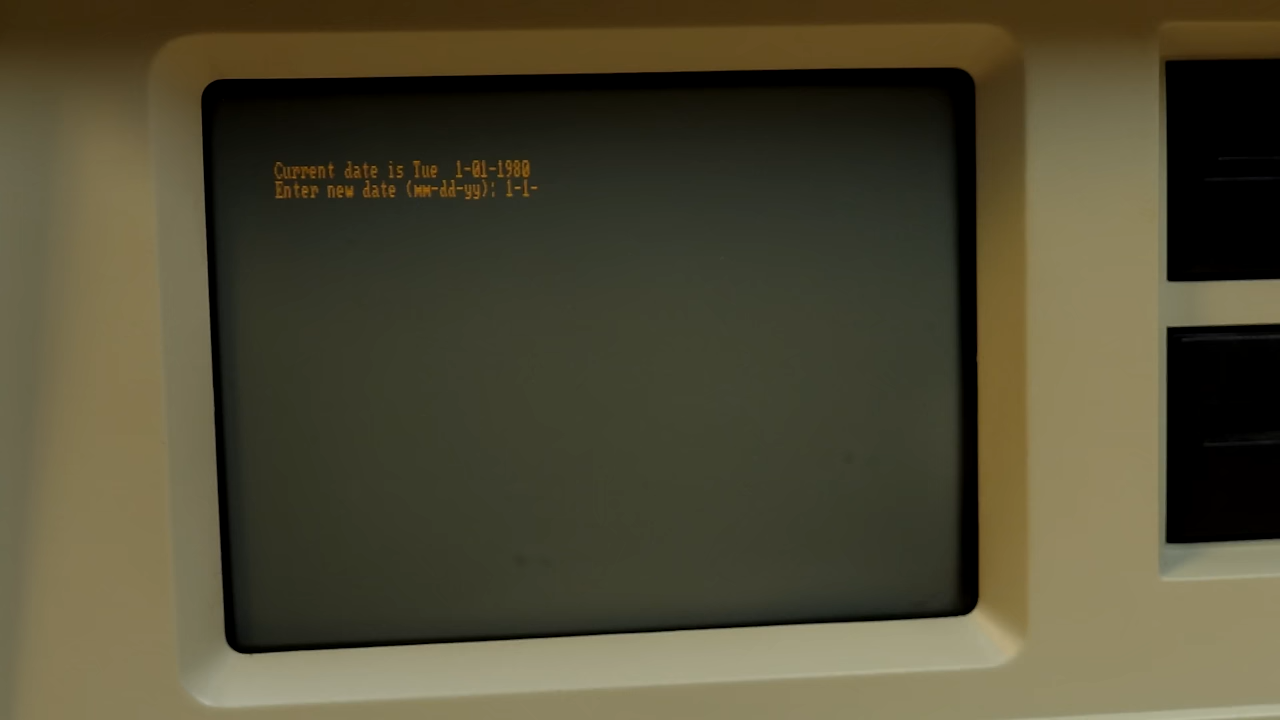 Current date is Tue  1-01-1980
Enter new date (mm-dd-yy): 1-1-